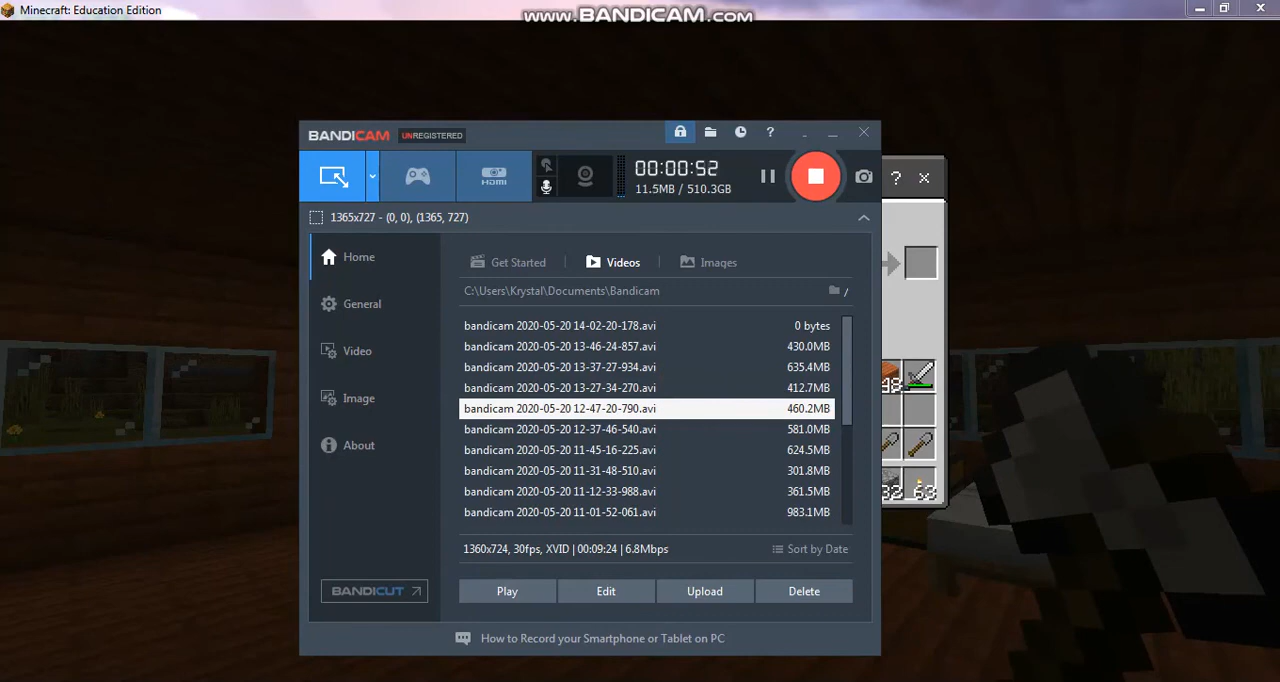 Minecraft: Education Edition
www.BANDICAM.com
BANDICAM UNREGISTERED
?
HDMI
00:00:52
11.5MB / 510.3GB
?
1365x727 - (0, 0), (1365, 727)
Home
General
Video
Image
About
BANDICUT
Get Started
Videos
Images
C:\Users\Krystal\Documents\Bandicam
/
bandicam 2020-05-20 14-02-20-178.avi 0 bytes
bandicam 2020-05-20 13-46-24-857.avi 430.0MB
bandicam 2020-05-20 13-37-27-934.avi 635.4MB
bandicam 2020-05-20 13-27-34-270.avi 412.7MB
bandicam 2020-05-20 12-47-20-790.avi 460.2MB
bandicam 2020-05-20 12-37-46-540.avi 581.0MB
bandicam 2020-05-20 11-45-16-225.avi 624.5MB
bandicam 2020-05-20 11-31-48-510.avi 301.8MB
bandicam 2020-05-20 11-12-33-988.avi 361.5MB
bandicam 2020-05-20 11-01-52-061.avi 983.1MB
1360x724, 30fps, XVID | 00:09:24 | 6.8Mbps
Sort by Date
Play
Edit
Upload
Delete
How to Record your Smartphone or Tablet on PC
48
32
63